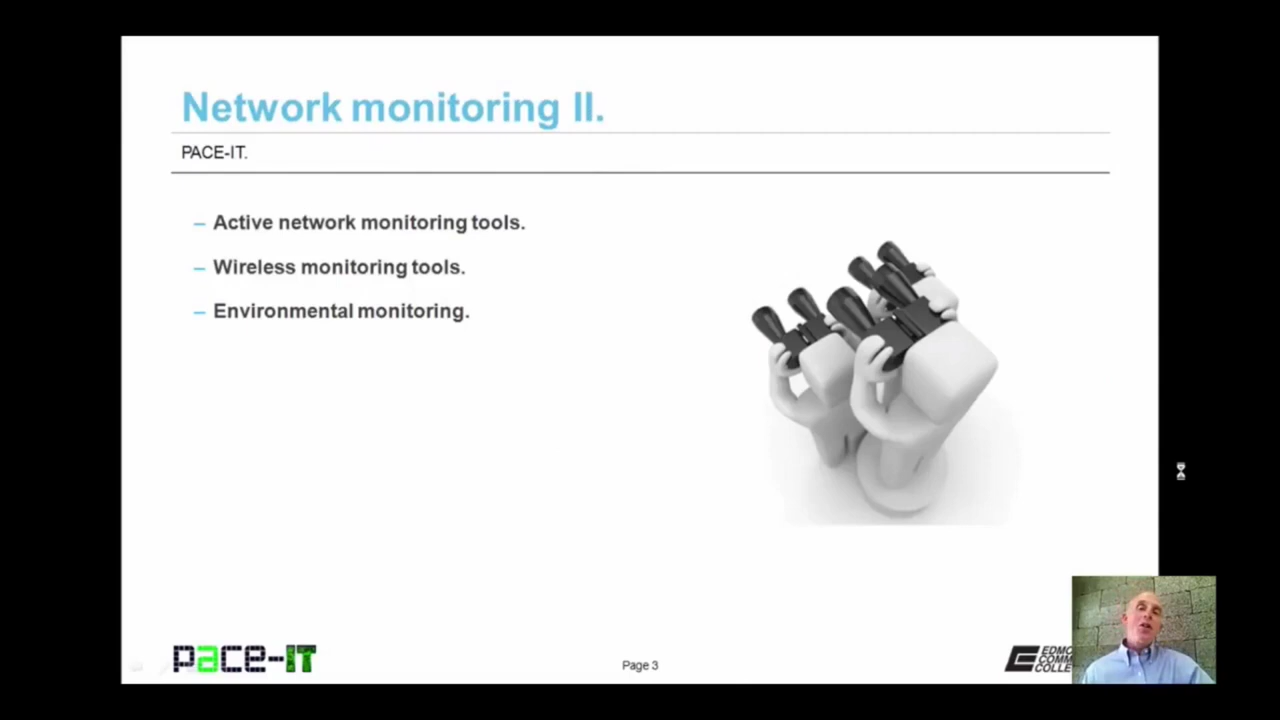 Network monitoring II.
PACE-IT.
– Active network monitoring tools.
– Wireless monitoring tools.
– Environmental monitoring.
pace-IT
Page 3